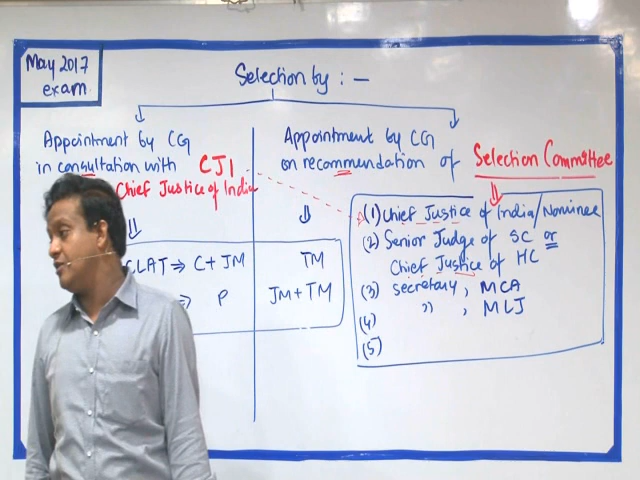 May 2017
exam
Selection by : —
Appointment by CG
in consultation with CJI
Chief Justice of India
Appointment by CG
on recommendation of Selection Committee
CLAT ⇒ C + JM
⇒ P
TM
JM + TM
(1) Chief Justice of India/Nominee
(2) Senior Judge of SC or
Chief Justice of HC
(3) Secretary, MCA
(4) ,, , MLJ
(5)